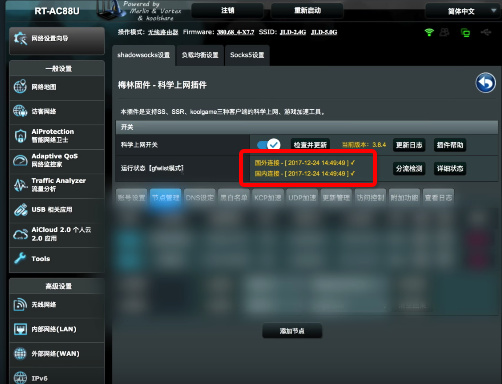 RT-AC88U
Powered by
Merlin & Vortex
& koolshare
注销
重新启动
简体中文
网络设置向导
操作模式: 无线路由器 Firmware: 380.68_4-X7.7 SSID: JLD-2.4G JLD-5.0G
shadowsocks设置
负载均衡设置
Socks5设置
一般设置
网络地图
访客网络
AiProtection
智能网络卫士
Adaptive QoS
网络监控家
Traffic Analyzer
流量分析
USB 相关应用
AiCloud 2.0 个人云
2.0 应用
Tools
高级设置
无线网络
内部网络(LAN)
外部网络(WAN)
IPv6
梅林固件 - 科学上网插件
本插件是支持SS、SSR、koolgame三种客户端的科学上网、游戏加速工具。
开关
科学上网开关
检查并更新
当前版本: 3.8.4
更新日志
插件帮助
运行状态【gfwlist模式】
国外连接 - [ 2017-12-24 14:49:49 ] ✓
国内连接 - [ 2017-12-24 14:49:49 ] ✓
分流检测
详细状态
账号设置
节点管理
DNS设定
黑白名单
KCP加速
UDP加速
更新管理
访问控制
附加功能
查看日志
添加节点